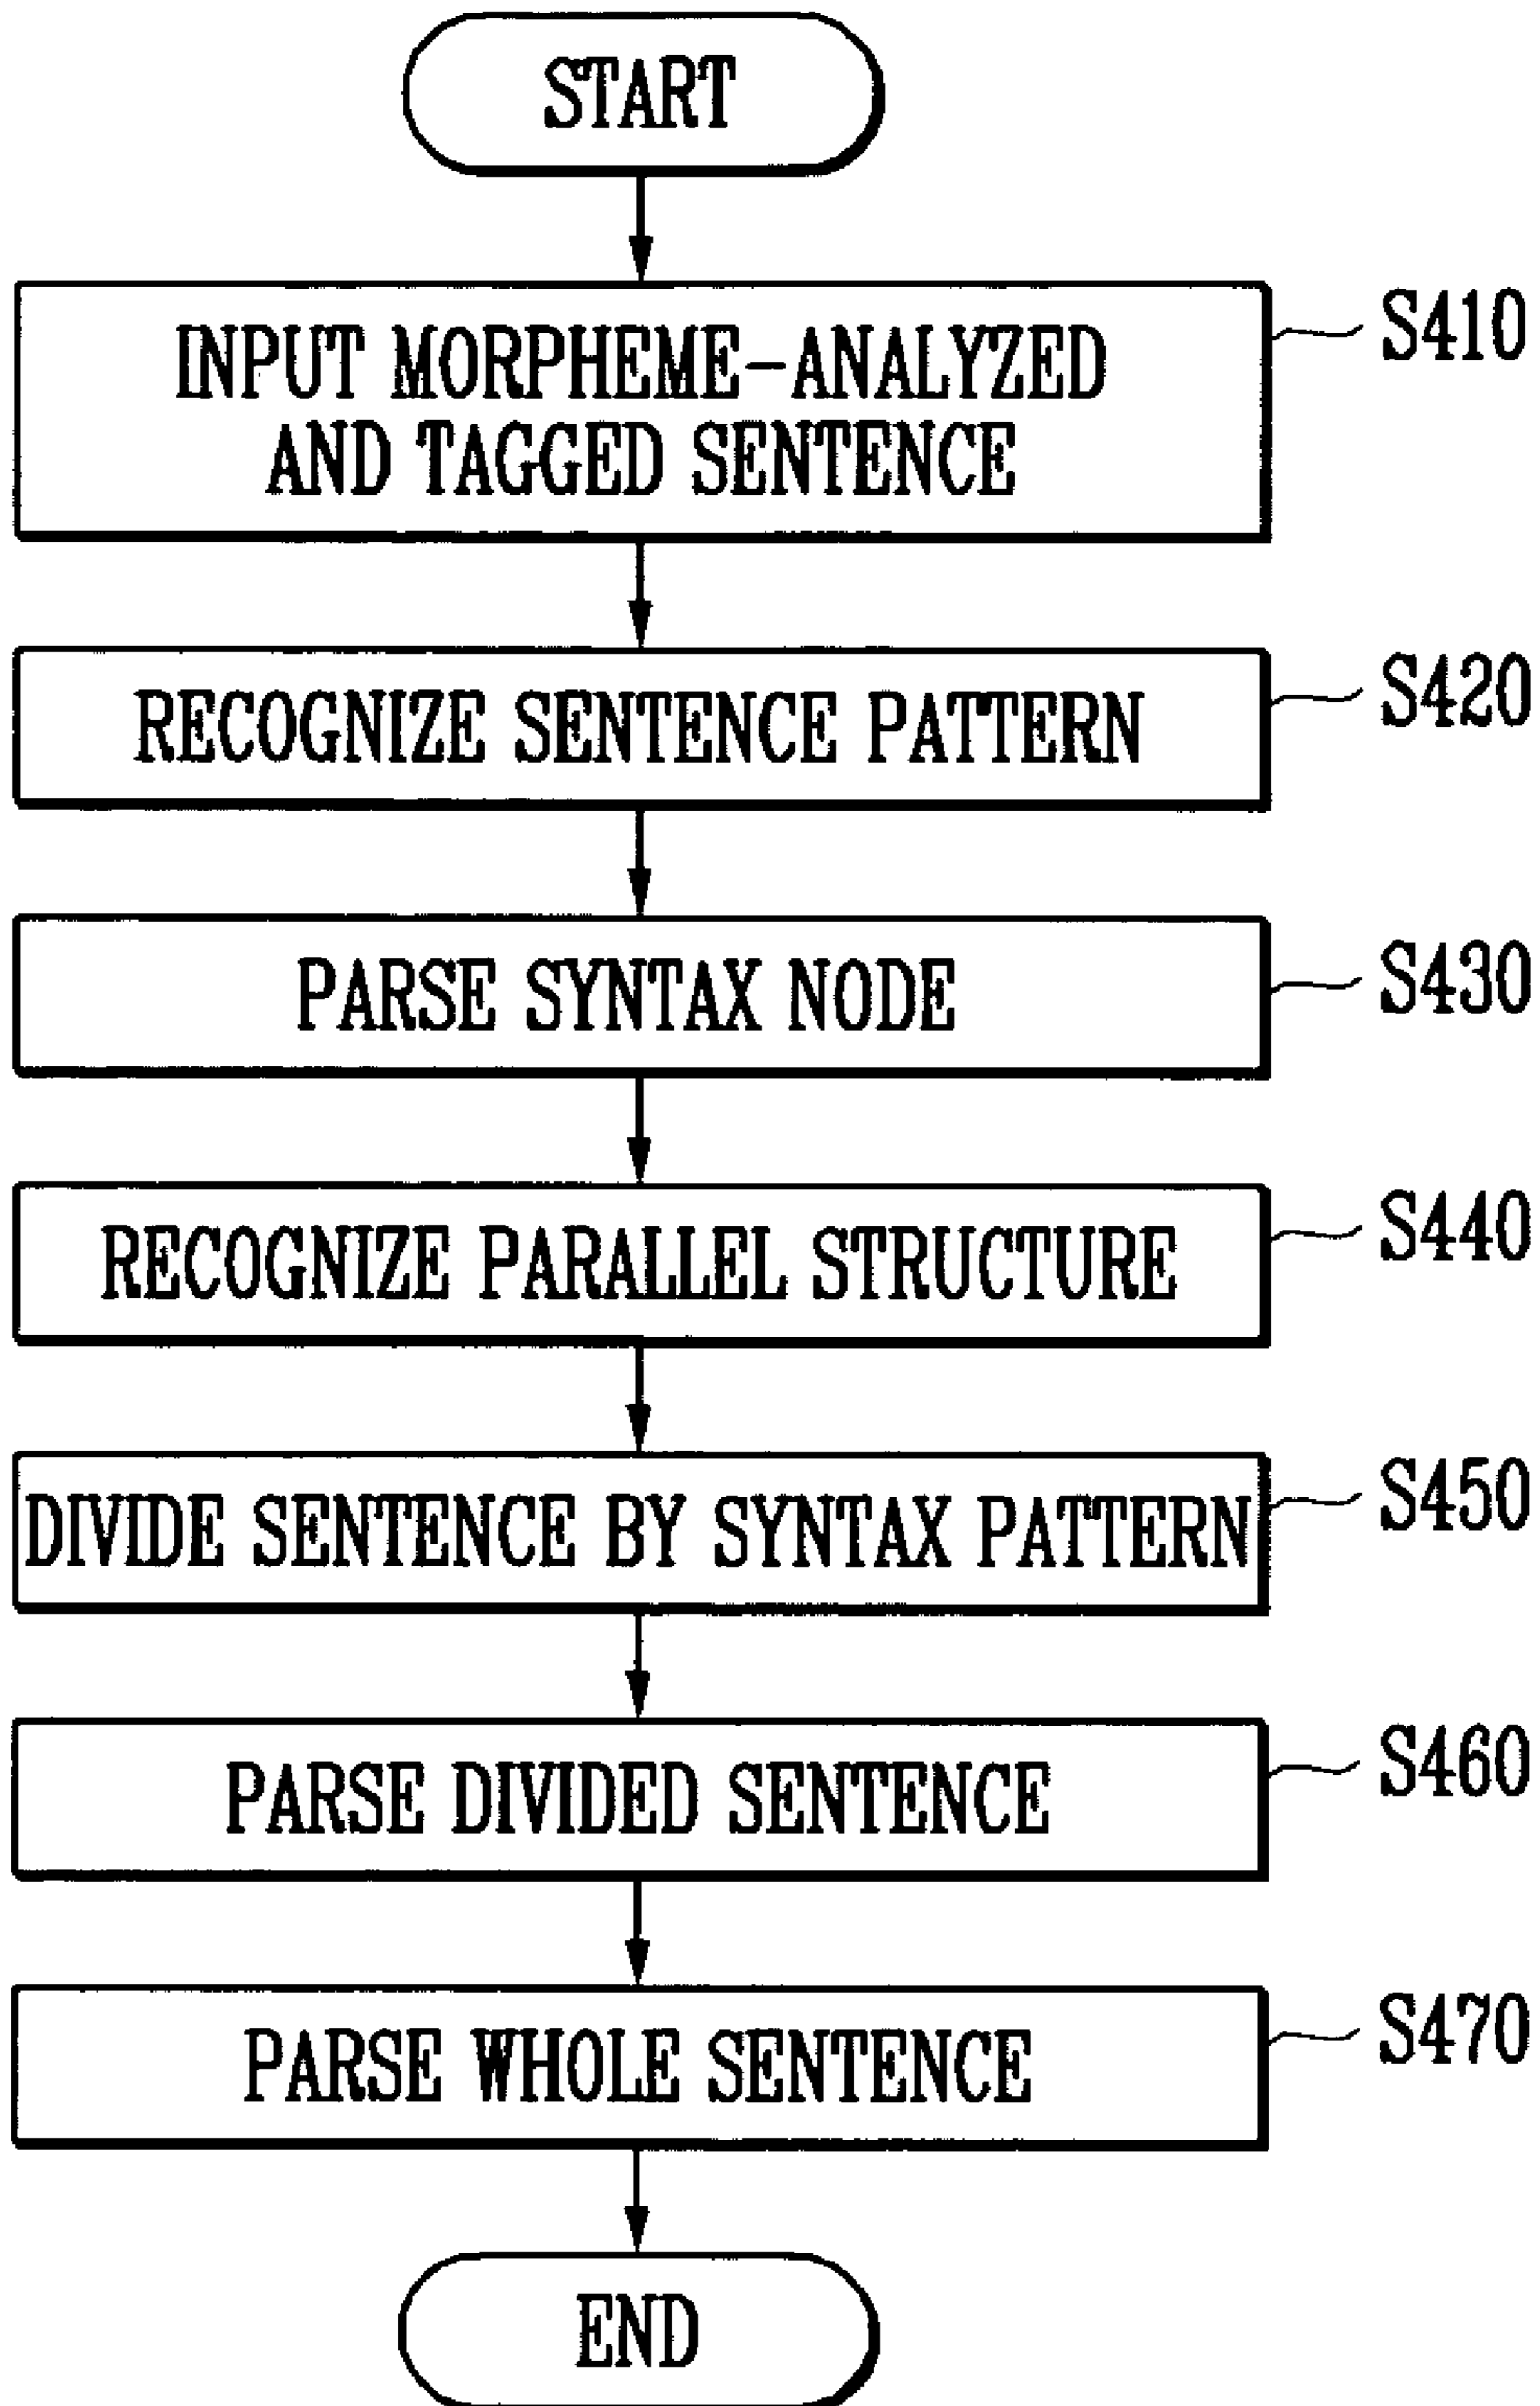 START
INPUT MORPHEME-ANALYZED
AND TAGGED SENTENCE
S410
RECOGNIZE SENTENCE PATTERN
S420
PARSE SYNTAX NODE
S430
RECOGNIZE PARALLEL STRUCTURE
S440
DIVIDE SENTENCE BY SYNTAX PATTERN
S450
PARSE DIVIDED SENTENCE
S460
PARSE WHOLE SENTENCE
S470
END